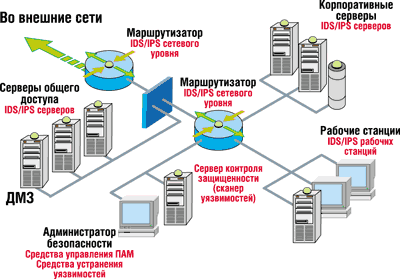 Во внешние сети
Маршрутизатор
IDS/IPS сетевого
уровня
Корпоративные
серверы
IDS/IPS серверов
Маршрутизатор
IDS/IPS сетевого
уровня
Серверы общего
доступа
IDS/IPS серверов
Рабочие станции
IDS/IPS рабочих
станций
Сервер контроля
защищенности
(сканер
уязвимостей)
ДМЗ
Администратор
безопасности
Средства управления ПАМ
Средства устранения
уязвимостей